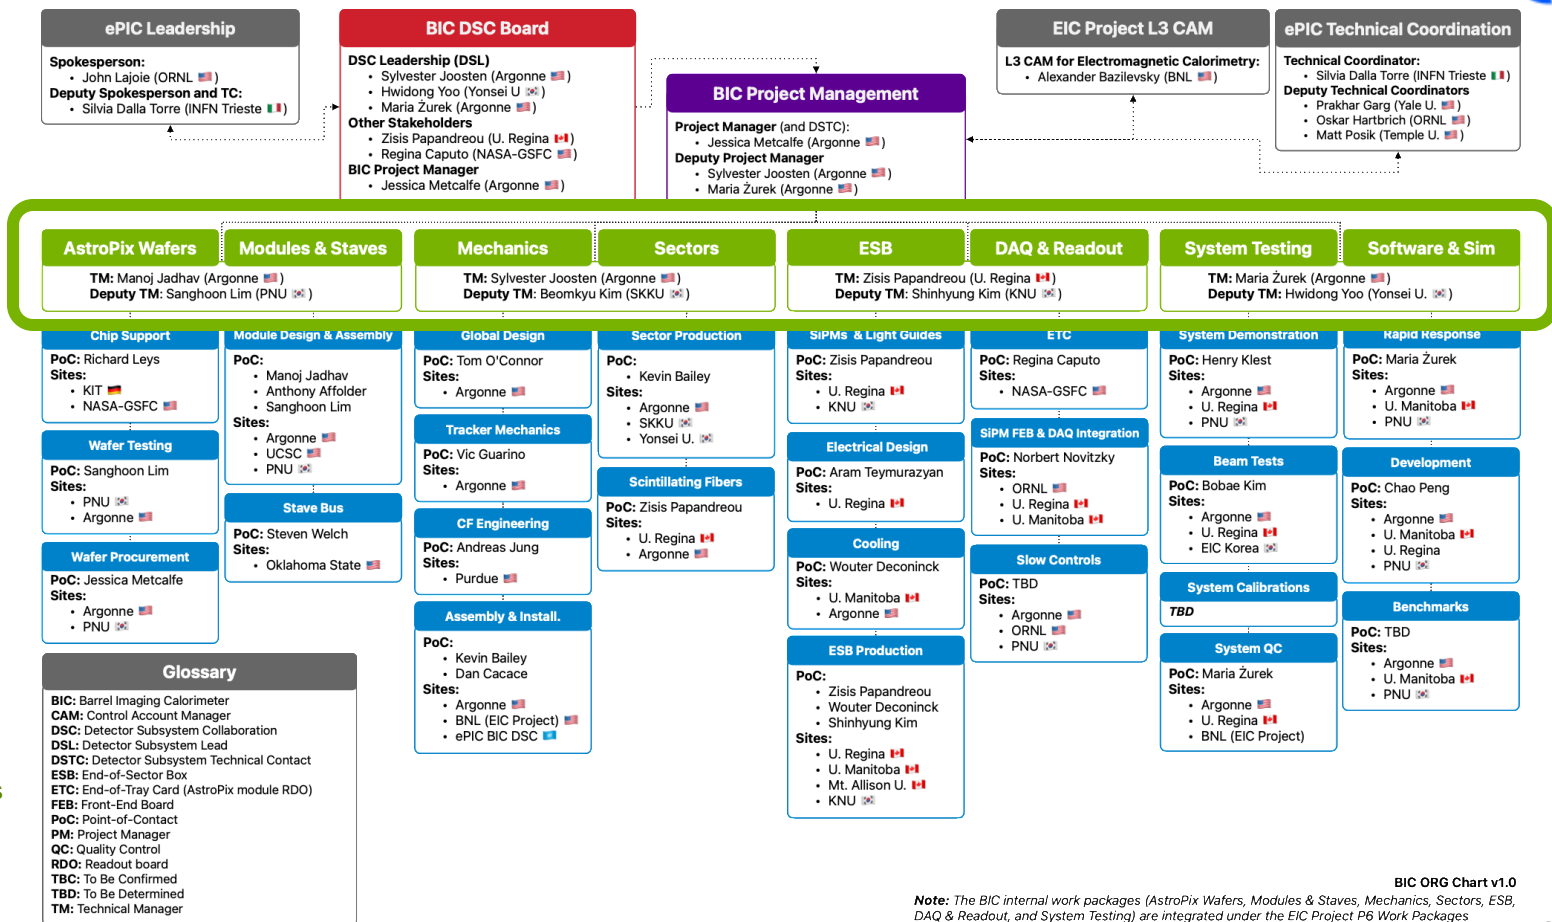 ePIC Leadership
Spokesperson:
• John Lajoie (ORNL 🇺🇸)
Deputy Spokesperson and TC:
• Silvia Dalla Torre (INFN Trieste 🇮🇹)
BIC DSC Board
DSC Leadership (DSL)
• Sylvester Joosten (Argonne 🇺🇸)
• Hwidong Yoo (Yonsei U 🇰🇷)
• Maria Żurek (Argonne 🇺🇸)
Other Stakeholders
• Zisis Papandreou (U. Regina 🇨🇦)
• Regina Caputo (NASA-GSFC 🇺🇸)
BIC Project Manager
• Jessica Metcalfe (Argonne 🇺🇸)
BIC Project Management
Project Manager (and DSTC):
• Jessica Metcalfe (Argonne 🇺🇸)
Deputy Project Manager
• Sylvester Joosten (Argonne 🇺🇸)
• Maria Żurek (Argonne 🇺🇸)
EIC Project L3 CAM
L3 CAM for Electromagnetic Calorimetry:
• Alexander Bazilevsky (BNL 🇺🇸)
ePIC Technical Coordination
Technical Coordinator:
• Silvia Dalla Torre (INFN Trieste 🇮🇹)
Deputy Technical Coordinators
• Prakhar Garg (Yale U. 🇺🇸)
• Oskar Hartbrich (ORNL 🇺🇸)
• Matt Posik (Temple U. 🇺🇸)
AstroPix Wafers
Modules & Staves
TM: Manoj Jadhav (Argonne 🇺🇸)
Deputy TM: Sanghoon Lim (PNU 🇰🇷)
Mechanics
Sectors
TM: Sylvester Joosten (Argonne 🇺🇸)
Deputy TM: Beomkyu Kim (SKKU 🇰🇷)
ESB
DAQ & Readout
TM: Zisis Papandreou (U. Regina 🇨🇦)
Deputy TM: Shinhyung Kim (KNU 🇰🇷)
System Testing
Software & Sim
TM: Maria Żurek (Argonne 🇺🇸)
Deputy TM: Hwidong Yoo (Yonsei U. 🇰🇷)
Chip Support
PoC: Richard Leys
Sites:
• KIT 🇩🇪
• NASA-GSFC 🇺🇸
Wafer Testing
PoC: Sanghoon Lim
Sites:
• PNU 🇰🇷
• Argonne 🇺🇸
Wafer Procurement
PoC: Jessica Metcalfe
Sites:
• Argonne 🇺🇸
• PNU 🇰🇷
Module Design & Assembly
PoC:
• Manoj Jadhav
• Anthony Affolder
• Sanghoon Lim
Sites:
• Argonne 🇺🇸
• UCSC 🇺🇸
• PNU 🇰🇷
Stave Bus
PoC: Steven Welch
Sites:
• Oklahoma State 🇺🇸
Global Design
PoC: Tom O'Connor
Sites:
• Argonne 🇺🇸
Tracker Mechanics
PoC: Vic Guarino
Sites:
• Argonne 🇺🇸
CF Engineering
PoC: Andreas Jung
Sites:
• Purdue 🇺🇸
Assembly & Install.
PoC:
• Kevin Bailey
• Dan Cacace
Sites:
• Argonne 🇺🇸
• BNL (EIC Project) 🇺🇸
• ePIC BIC DSC 🇺🇳
Sector Production
PoC:
• Kevin Bailey
Sites:
• Argonne 🇺🇸
• SKKU 🇰🇷
• Yonsei U. 🇰🇷
Scintillating Fibers
PoC: Zisis Papandreou
Sites:
• U. Regina 🇨🇦
• Argonne 🇺🇸
SiPMs & Light Guides
PoC: Zisis Papandreou
Sites:
• U. Regina 🇨🇦
• KNU 🇰🇷
Electrical Design
PoC: Aram Teymurazyan
Sites:
• U. Regina 🇨🇦
Cooling
PoC: Wouter Deconinck
Sites:
• U. Manitoba 🇨🇦
• Argonne 🇺🇸
ESB Production
PoC:
• Zisis Papandreou
• Wouter Deconinck
• Shinhyung Kim
Sites:
• U. Regina 🇨🇦
• U. Manitoba 🇨🇦
• Mt. Allison U. 🇨🇦
• KNU 🇰🇷
ETC
PoC: Regina Caputo
Sites:
• NASA-GSFC 🇺🇸
SiPM FEB & DAQ Integration
PoC: Norbert Novitzky
Sites:
• ORNL 🇺🇸
• U. Regina 🇨🇦
• U. Manitoba 🇨🇦
Slow Controls
PoC: TBD
Sites:
• Argonne 🇺🇸
• ORNL 🇺🇸
• PNU 🇰🇷
System Demonstration
PoC: Henry Klest
Sites:
• Argonne 🇺🇸
• U. Regina 🇨🇦
• PNU 🇰🇷
Beam Tests
PoC: Bobae Kim
Sites:
• Argonne 🇺🇸
• U. Regina 🇨🇦
• EIC Korea 🇰🇷
System Calibrations
TBD
System QC
PoC: Maria Żurek
Sites:
• Argonne 🇺🇸
• U. Regina 🇨🇦
• BNL (EIC Project)
Rapid Response
PoC: Maria Żurek
Sites:
• Argonne 🇺🇸
• U. Manitoba 🇨🇦
• PNU 🇰🇷
Development
PoC: Chao Peng
Sites:
• Argonne 🇺🇸
• U. Manitoba 🇨🇦
• U. Regina
• PNU 🇰🇷
Benchmarks
PoC: TBD
Sites:
• Argonne 🇺🇸
• U. Manitoba 🇨🇦
• PNU 🇰🇷
Glossary
BIC: Barrel Imaging Calorimeter
CAM: Control Account Manager
DSC: Detector Subsystem Collaboration
DSL: Detector Subsystem Lead
DSTC: Detector Subsystem Technical Contact
ESB: End-of-Sector Box
ETC: End-of-Tray Card (AstroPix module RDO)
FEB: Front-End Board
PoC: Point-of-Contact
PM: Project Manager
QC: Quality Control
RDO: Readout board
TBC: To Be Confirmed
TBD: To Be Determined
TM: Technical Manager
s
BIC ORG Chart v1.0
Note: The BIC internal work packages (AstroPix Wafers, Modules & Staves, Mechanics, Sectors, ESB,
DAQ & Readout, and System Testing) are integrated under the EIC Project P6 Work Packages